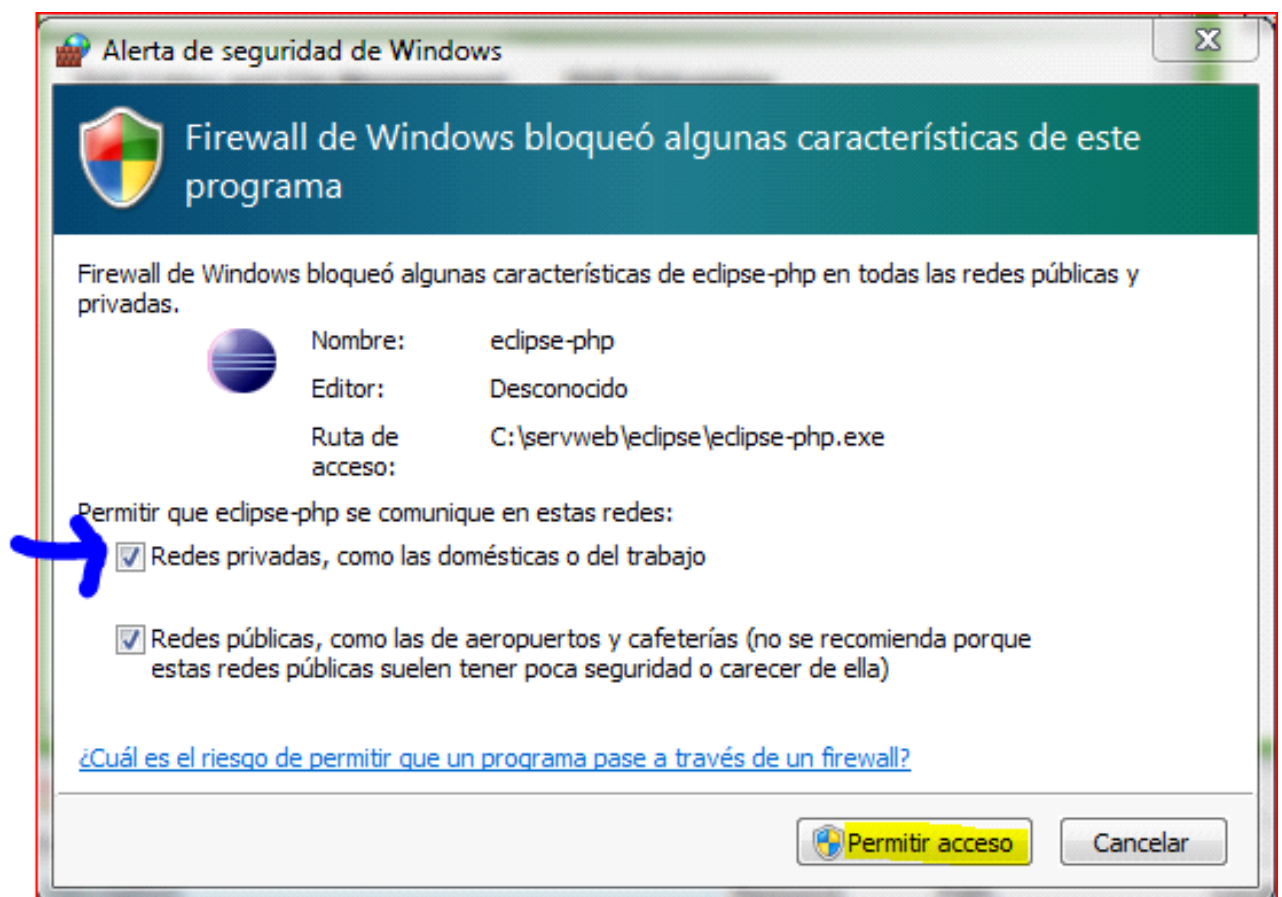 Alerta de seguridad de Windows
Firewall de Windows bloqueó algunas características de este
programa
Firewall de Windows bloqueó algunas características de eclipse-php en todas las redes públicas y
privadas.
Nombre: eclipse-php
Editor: Desconocido
Ruta de C:\servweb\eclipse\eclipse-php.exe
acceso:
Permitir que eclipse-php se comunique en estas redes:
Redes privadas, como las domésticas o del trabajo
Redes públicas, como las de aeropuertos y cafeterías (no se recomienda porque
estas redes públicas suelen tener poca seguridad o carecer de ella)
¿Cuál es el riesgo de permitir que un programa pase a través de un firewall?
Permitir acceso Cancelar